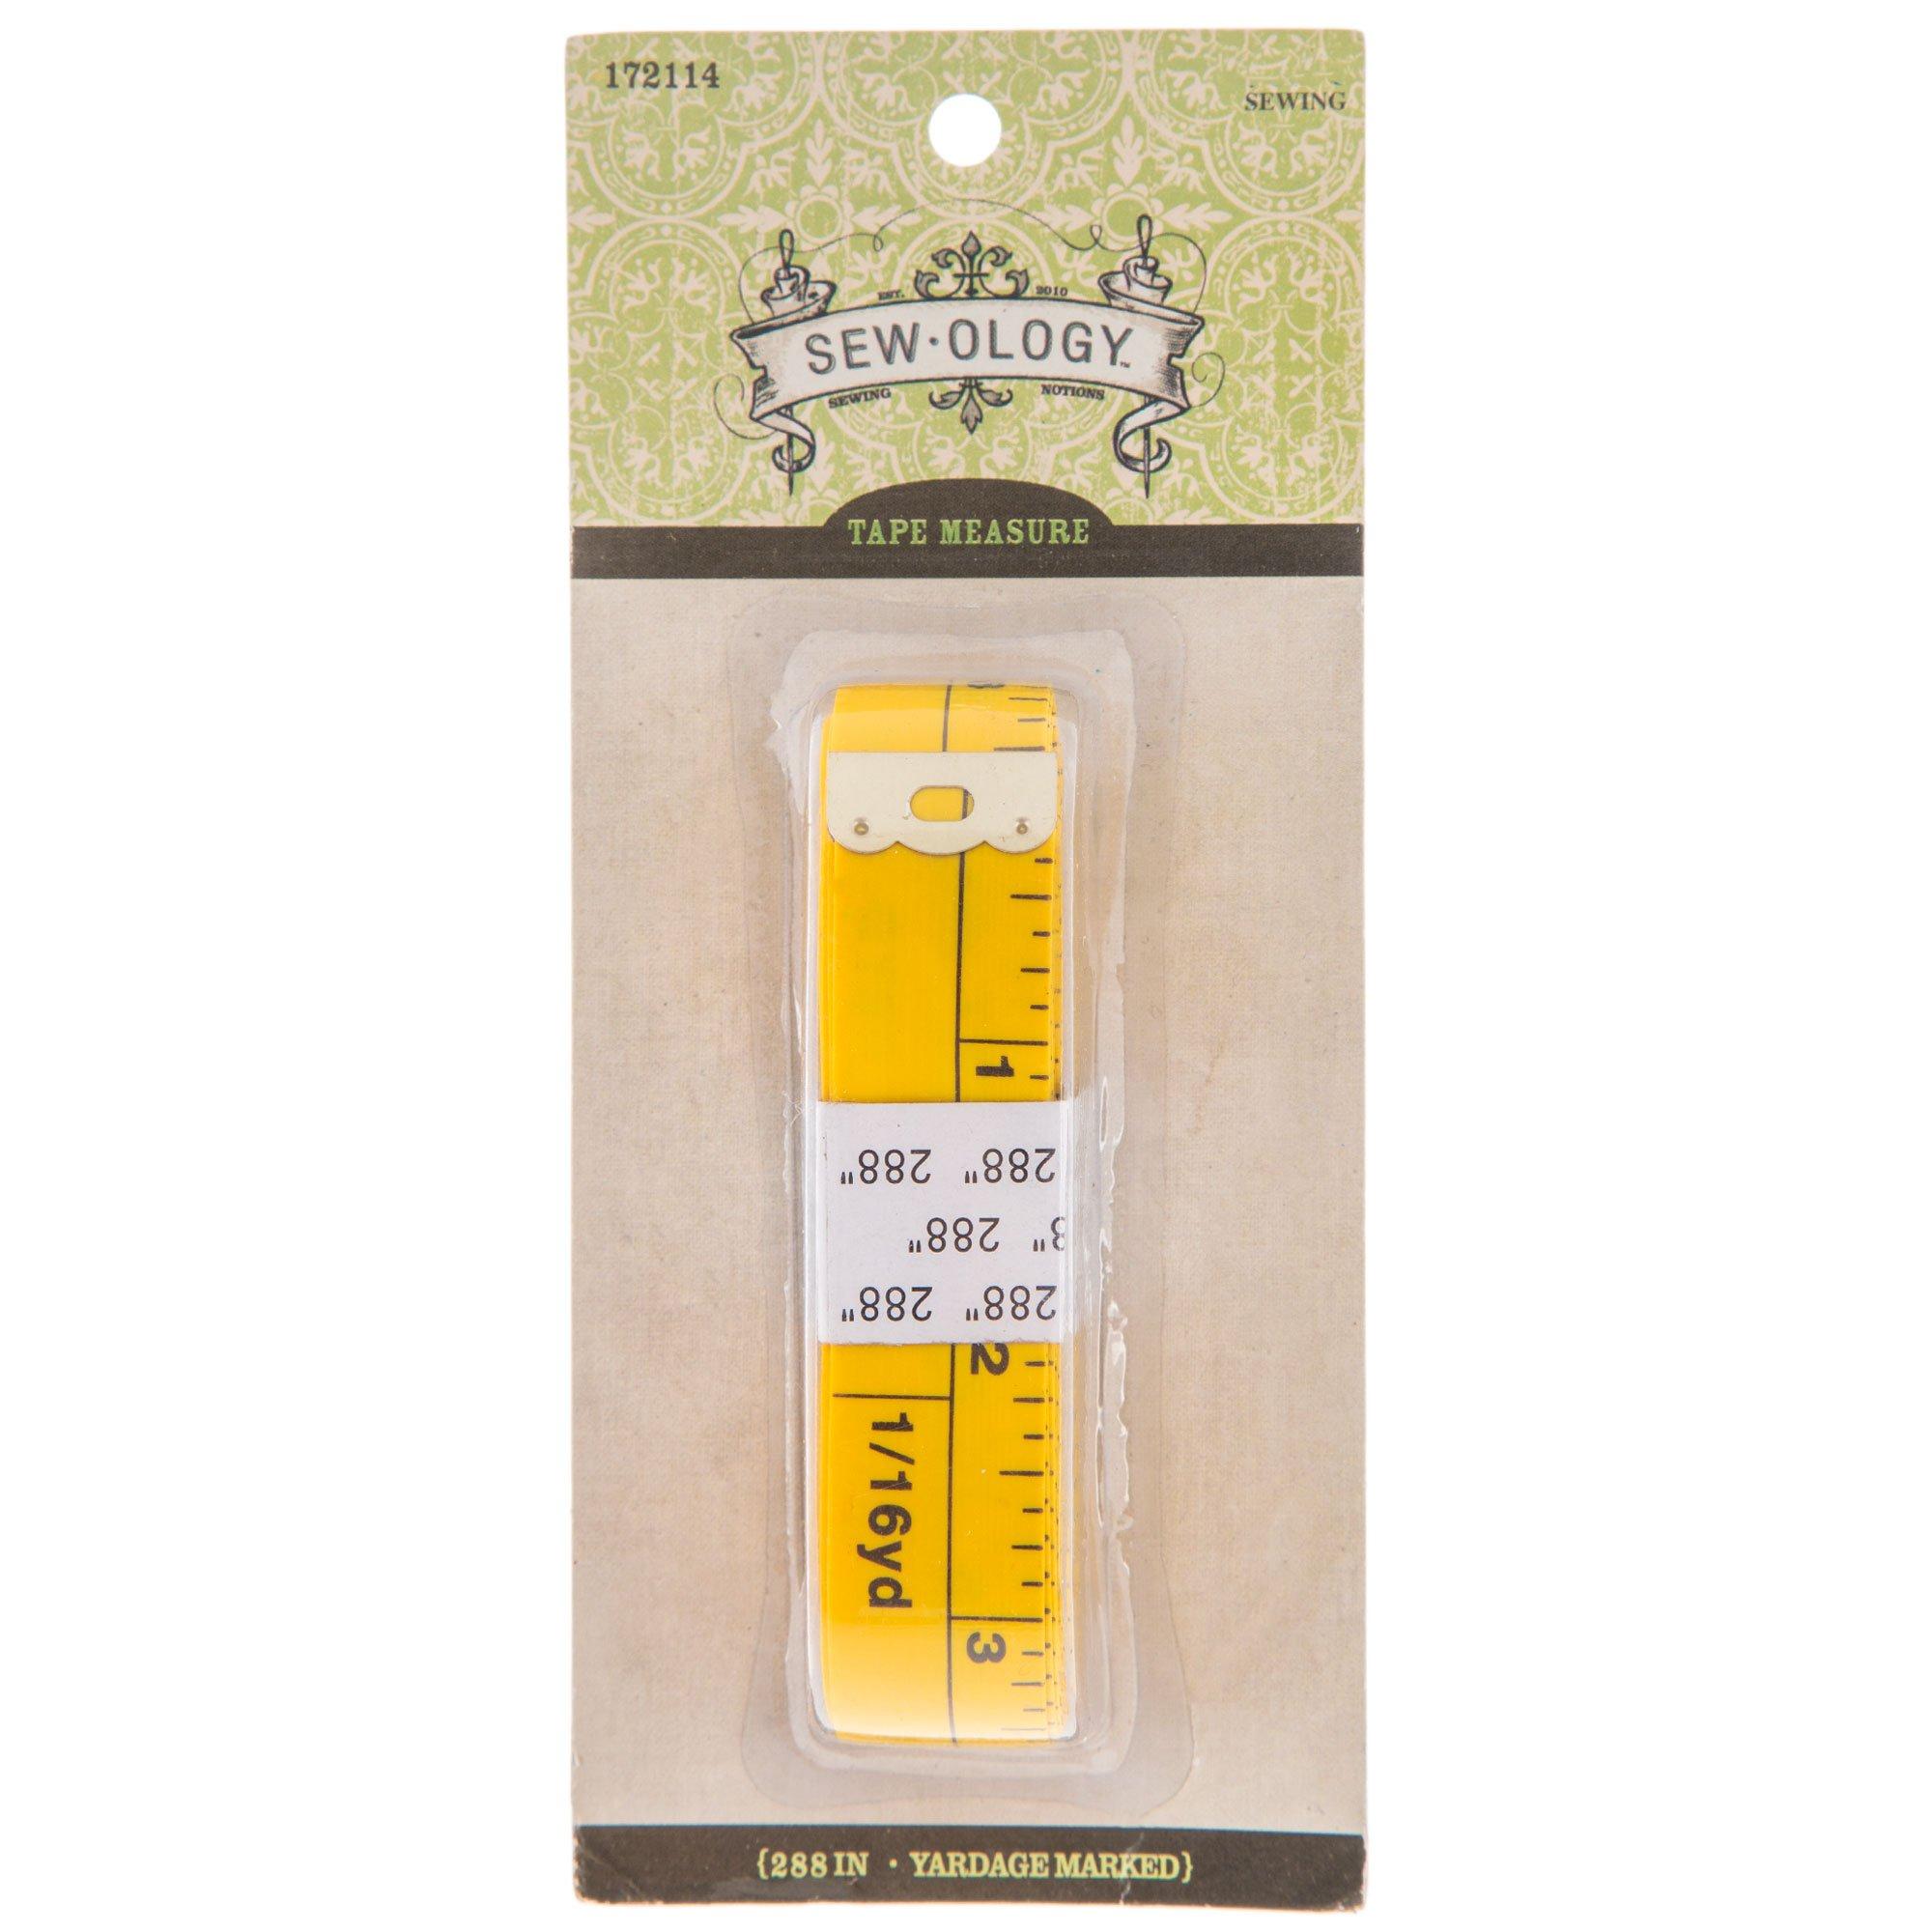 172114
SEWING
EST. 2010
SEW·OLOGY™
SEWING NOTIONS
TAPE MEASURE
1
288" 288"
288"
288" 288"
2
1/16yd
3
{288 IN · YARDAGE MARKED}